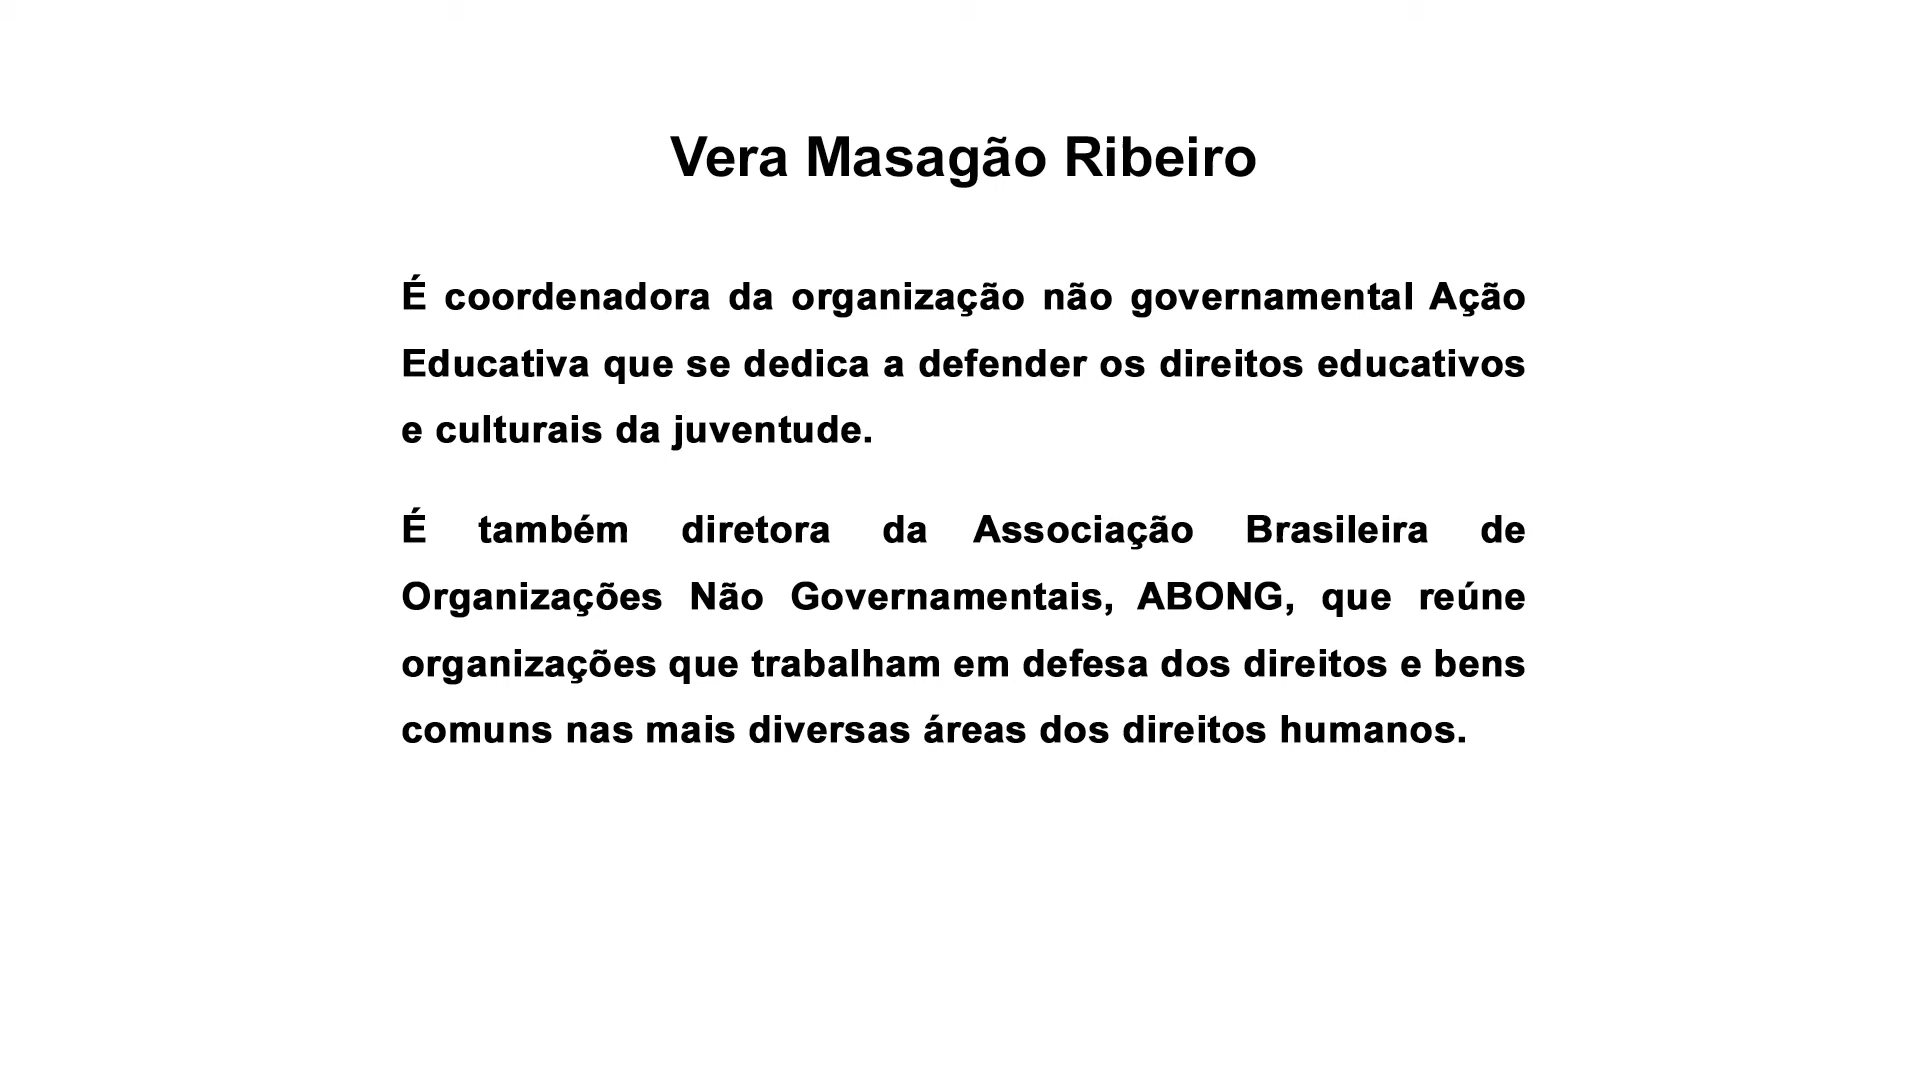 Vera Masagão Ribeiro
É coordenadora da organização não governamental Ação
Educativa que se dedica a defender os direitos educativos
e culturais da juventude.
É também diretora da Associação Brasileira de
Organizações Não Governamentais, ABONG, que reúne
organizações que trabalham em defesa dos direitos e bens
comuns nas mais diversas áreas dos direitos humanos.